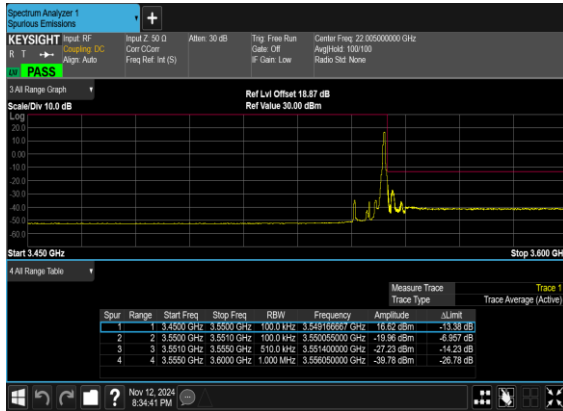 Spectrum Analyzer 1
Spurious Emissions
KEYSIGHT Input: RF Input Z: 50 Ω Atten: 30 dB Trig: Free Run Center Freq: 22.005000000 GHz
R T Coupling: DC Corr CCorr Gate: Off Avg|Hold: 100/100
Align: Auto Freq Ref: Int (S) IF Gain: Low Radio Std: None
PASS
3 All Range Graph
Ref Lvl Offset 18.87 dB
Scale/Div 10.0 dB Ref Value 30.00 dBm
Log
20.0
10.0
0.00
-10.0
-20.0
-30.0
-40.0
-50.0
-60.0
Start 3.450 GHz Stop 3.600 GH
4 All Range Table
Measure Trace Trace 1
Trace Type Trace Average (Active)
Spur Range Start Freq Stop Freq RBW Frequency Amplitude ΔLimit
1 1 3.4500 GHz 3.5500 GHz 100.0 kHz 3.549166667 GHz 16.62 dBm -13.38 dB
2 2 3.5500 GHz 3.5510 GHz 100.0 kHz 3.550055000 GHz -19.96 dBm -6.957 dB
3 3 3.5510 GHz 3.5550 GHz 510.0 kHz 3.551400000 GHz -27.23 dBm -14.23 dB
4 4 3.5550 GHz 3.6000 GHz 1.000 MHz 3.556050000 GHz -39.78 dBm -26.78 dB
? Nov 12, 2024
8:34:41 PM